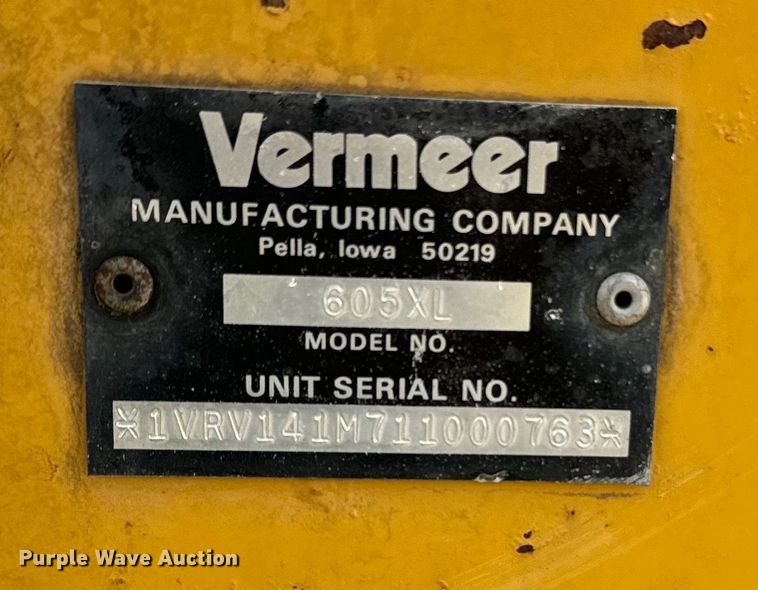 Vermeer
MANUFACTURING COMPANY
Pella, Iowa 50219
605XL
MODEL NO.
UNIT SERIAL NO.
*1VRV141M711000763*
Purple Wave Auction